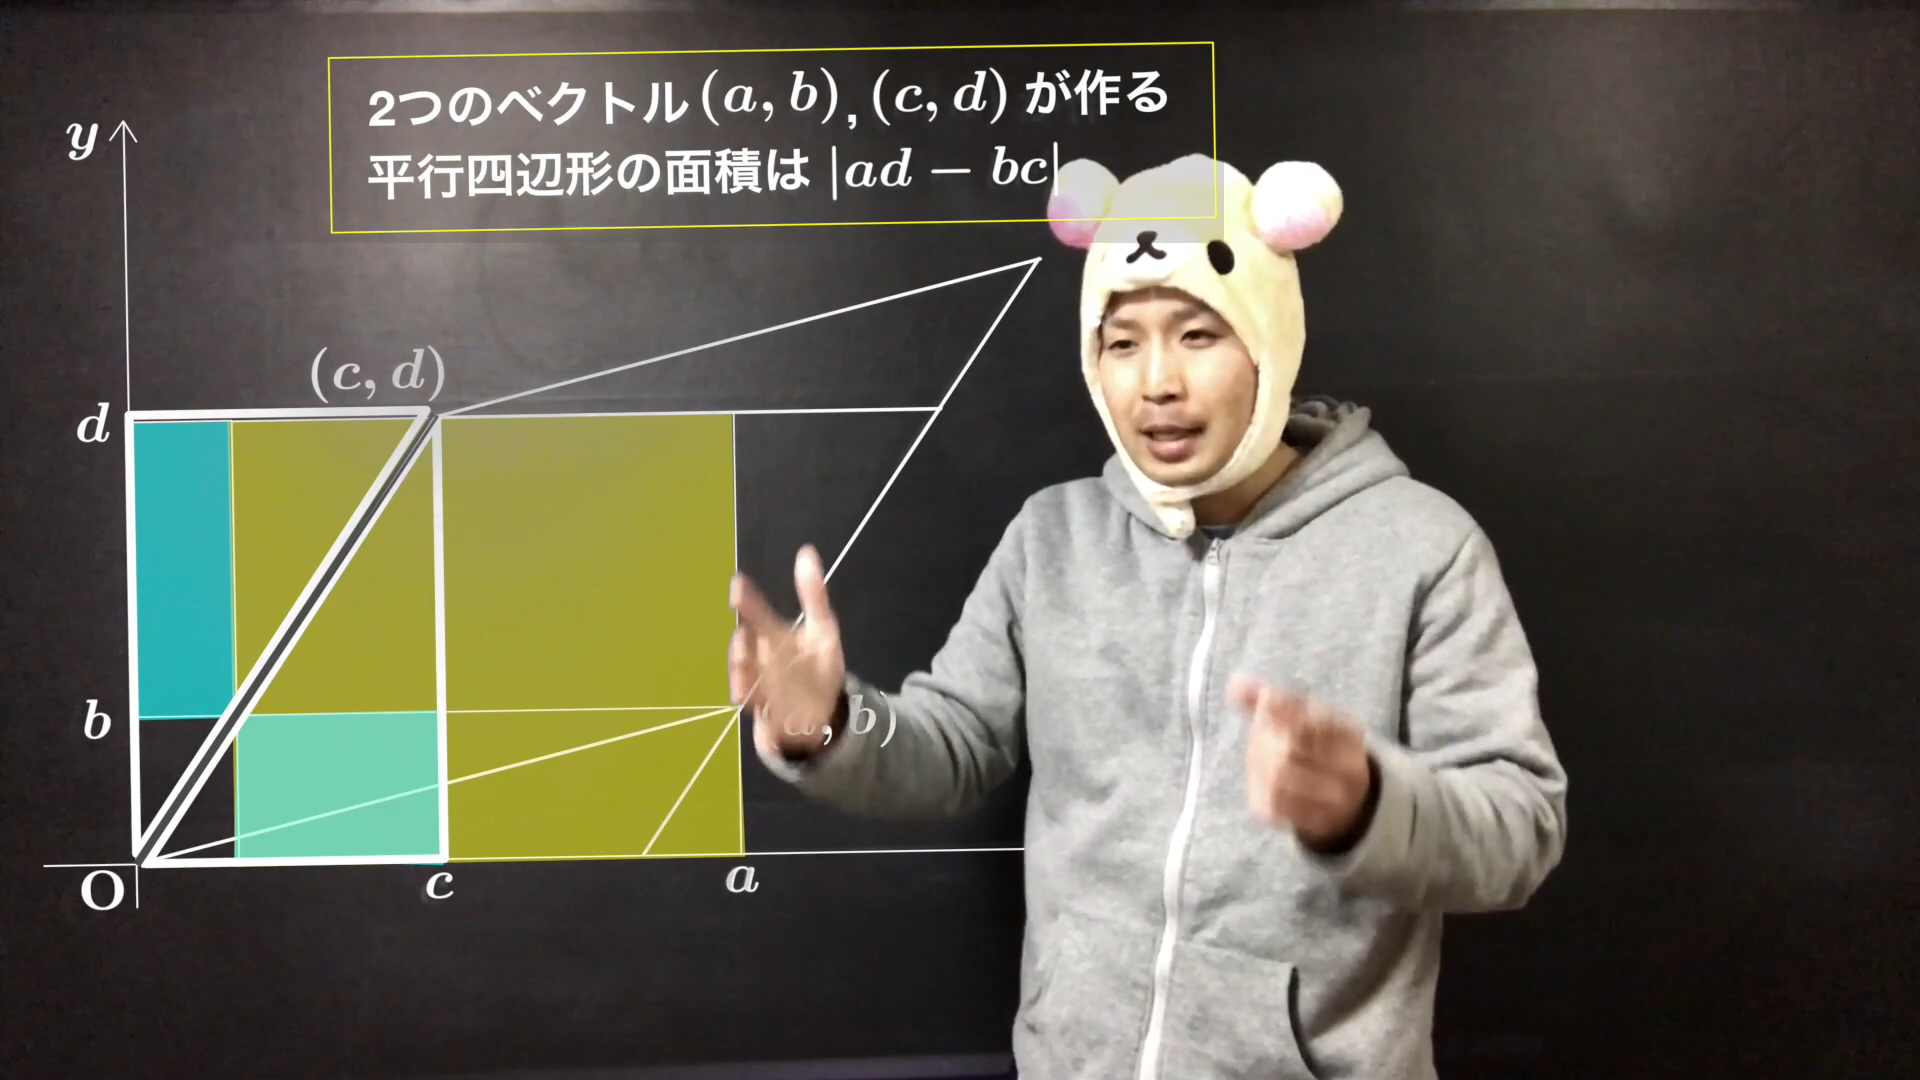 2つのベクトル(a, b), (c, d) が作る
平行四辺形の面積は |ad − bc|
y
(c, d)
d
b
(a, b)
O
c
a